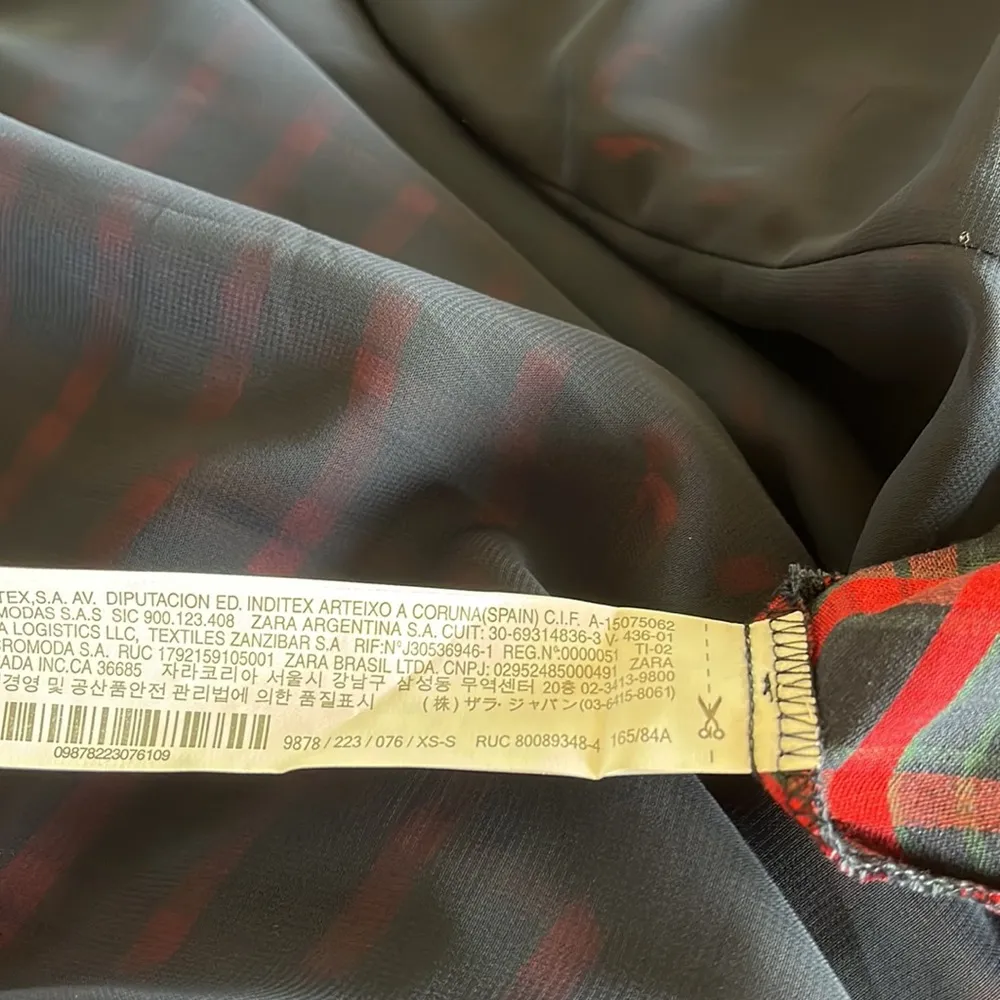 TEX,S.A. AV. DIPUTACION ED. INDITEX ARTEIXO A CORUNA(SPAIN) C.I.F. A-15075062
MODAS S.A.S SIC 900.123.408 ZARA ARGENTINA S.A. CUIT: 30-69314836-3 V. 436-01
A LOGISTICS LLC, TEXTILES ZANZIBAR S.A RIF:N°J30536946-1 REG.N°:0000051 TI-02
ROMODA S.A. RUC 1792159105001 ZARA BRASIL LTDA. CNPJ: 02952485000491 ZARA
ADA INC.CA 36685 자라코리아 서울시 강남구 삼성동 무역센터 20층 02-3413-9800
경영 및 공산품안전 관리법에 의한 품질표시 (株) ザラ・ジャパン(03-6415-8061)
09878223076109
9878 / 223 / 076 / XS-S RUC 80089348-4 165/84A